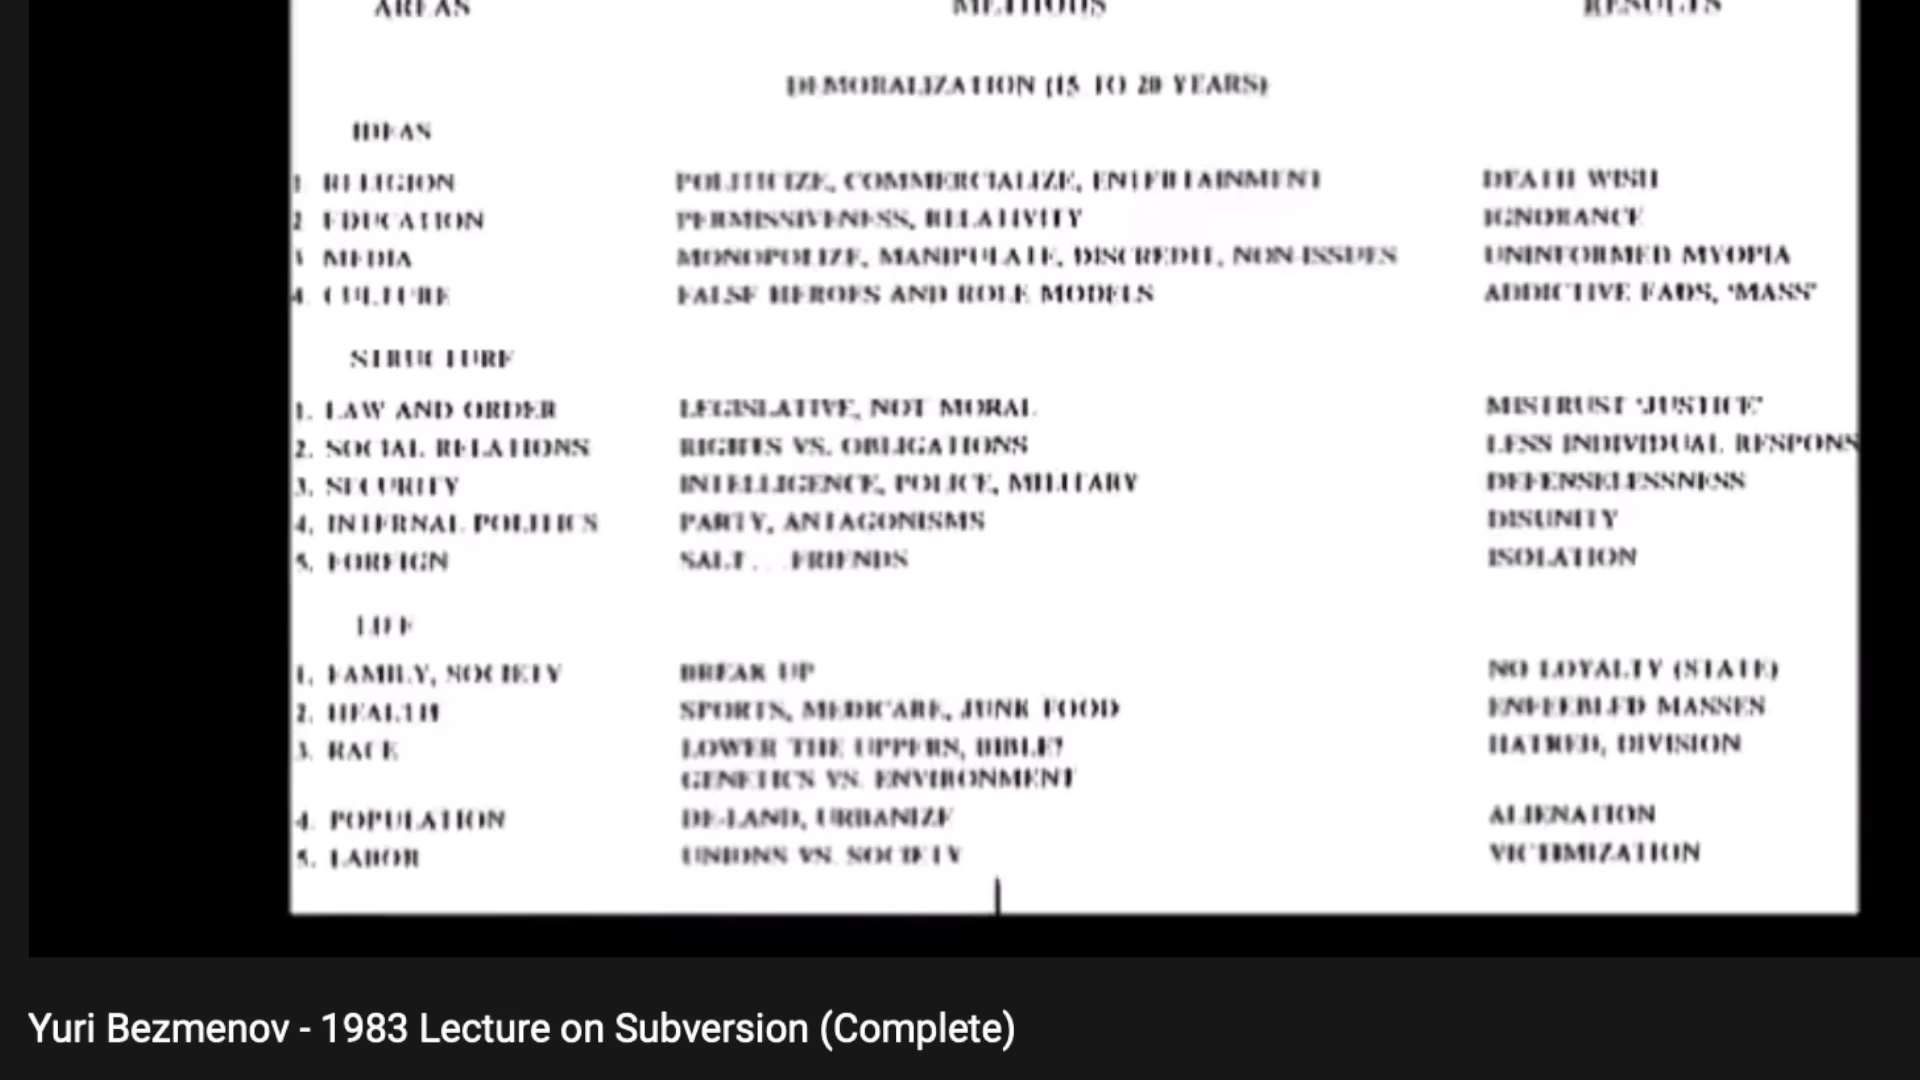 AREAS METHODS RESULTS
DEMORALIZATION (15 TO 20 YEARS)
IDEAS
1 RELIGION POLITICIZE, COMMERCIALIZE, ENTERTAINMENT DEATH WISH
2 EDUCATION PERMISSIVENESS, RELATIVITY IGNORANCE
3 MEDIA MONOPOLIZE, MANIPULATE, DISCREDIT, NON-ISSUES UNINFORMED MYOPIA
4. CULTURE FALSE HEROES AND ROLE MODELS ADDICTIVE FADS, 'MASS'
STRUCTURE
1. LAW AND ORDER LEGISLATIVE, NOT MORAL MISTRUST 'JUSTICE'
2. SOCIAL RELATIONS RIGHTS VS. OBLIGATIONS LESS INDIVIDUAL RESPONS
3. SECURITY INTELLIGENCE, POLICE, MILITARY DEFENSELESSNESS
4. INTERNAL POLITICS PARTY, ANTAGONISMS DISUNITY
5. FOREIGN SALT . . . FRIENDS ISOLATION
LIFE
1. FAMILY, SOCIETY BREAK UP NO LOYALTY (STATE)
2. HEALTH SPORTS, MEDICARE, JUNK FOOD ENFEEBLED MASSES
3. RACE LOWER THE UPPERS, BIBLE? HATRED, DIVISION
GENETICS VS. ENVIRONMENT
4. POPULATION DE-LAND, URBANIZE ALIENATION
5. LABOR UNIONS VS. SOCIETY VICTIMIZATION
Yuri Bezmenov - 1983 Lecture on Subversion (Complete)